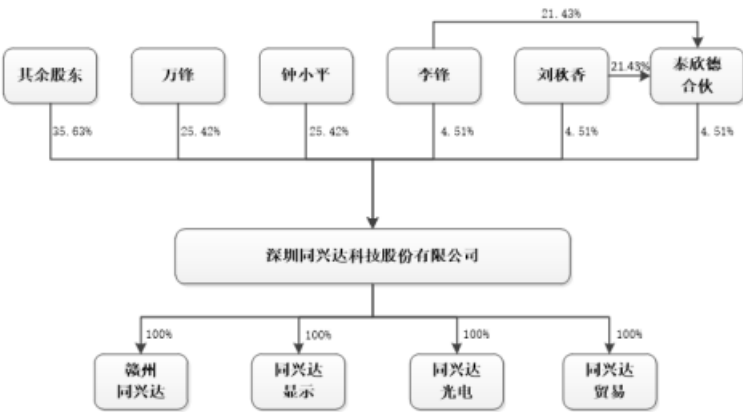 21.43%
其余股东
万锋
钟小平
李锋
刘秋香
21.43%
泰欣德
合伙
35.63%
25.42%
25.42%
4.51%
4.51%
4.51%
深圳同兴达科技股份有限公司
100%
100%
100%
100%
赣州
同兴达
同兴达
显示
同兴达
光电
同兴达
贸易